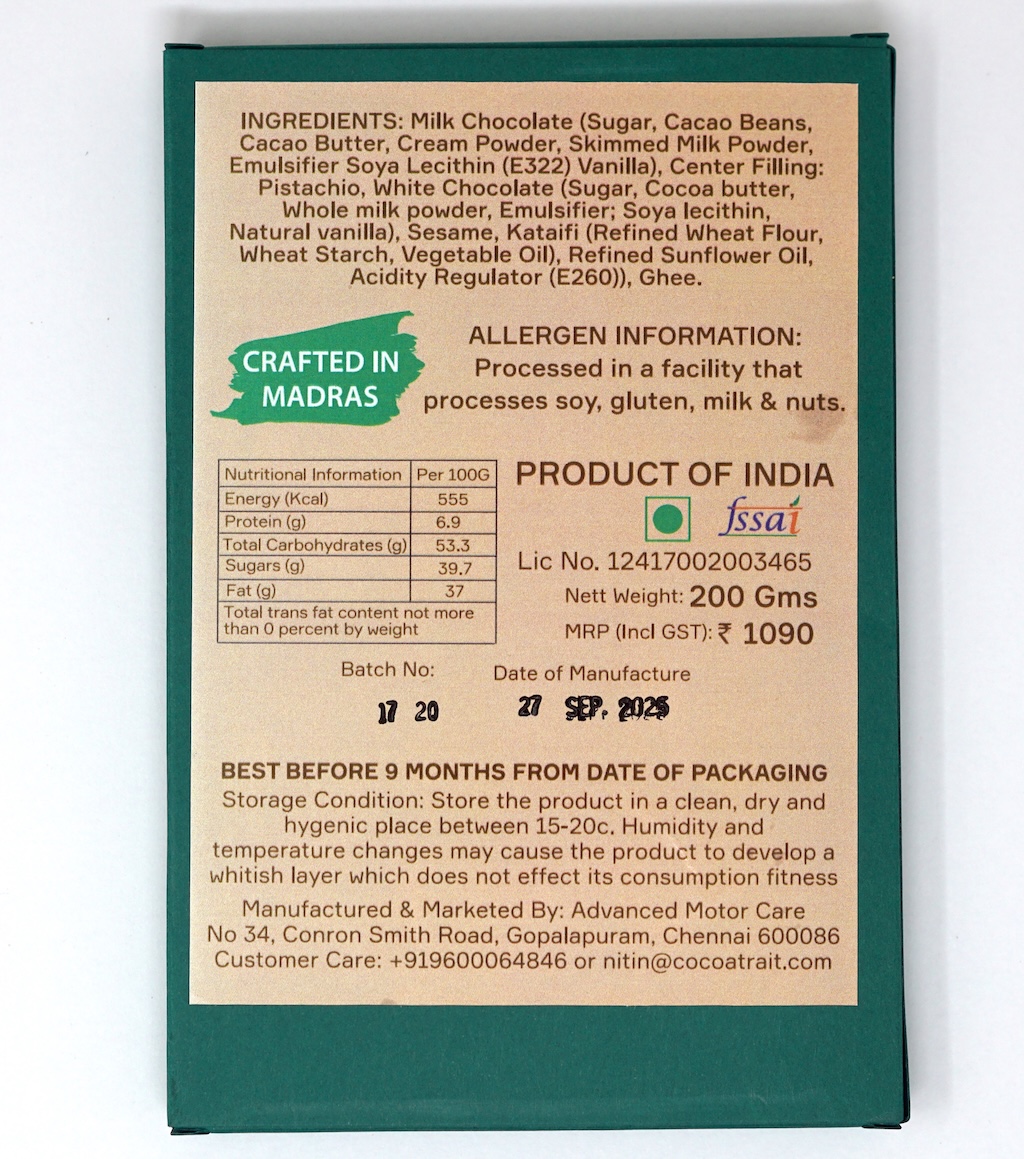 INGREDIENTS: Milk Chocolate (Sugar, Cacao Beans,
Cacao Butter, Cream Powder, Skimmed Milk Powder,
Emulsifier Soya Lecithin (E322) Vanilla), Center Filling:
Pistachio, White Chocolate (Sugar, Cocoa butter,
Whole milk powder, Emulsifier; Soya lecithin,
Natural vanilla), Sesame, Kataifi (Refined Wheat Flour,
Wheat Starch, Vegetable Oil), Refined Sunflower Oil,
Acidity Regulator (E260)), Ghee.
CRAFTED IN
MADRAS
ALLERGEN INFORMATION:
Processed in a facility that
processes soy, gluten, milk & nuts.
Nutritional Information Per 100G
Energy (Kcal) 555
Protein (g) 6.9
Total Carbohydrates (g) 53.3
Sugars (g) 39.7
Fat (g) 37
Total trans fat content not more
than 0 percent by weight
PRODUCT OF INDIA
fssai
Lic No. 12417002003465
Nett Weight: 200 Gms
MRP (Incl GST): ₹ 1090
Batch No: Date of Manufacture
17 20 27 SEP. 2025
BEST BEFORE 9 MONTHS FROM DATE OF PACKAGING
Storage Condition: Store the product in a clean, dry and
hygenic place between 15-20c. Humidity and
temperature changes may cause the product to develop a
whitish layer which does not effect its consumption fitness
Manufactured & Marketed By: Advanced Motor Care
No 34, Conron Smith Road, Gopalapuram, Chennai 600086
Customer Care: +919600064846 or nitin@cocoatrait.com